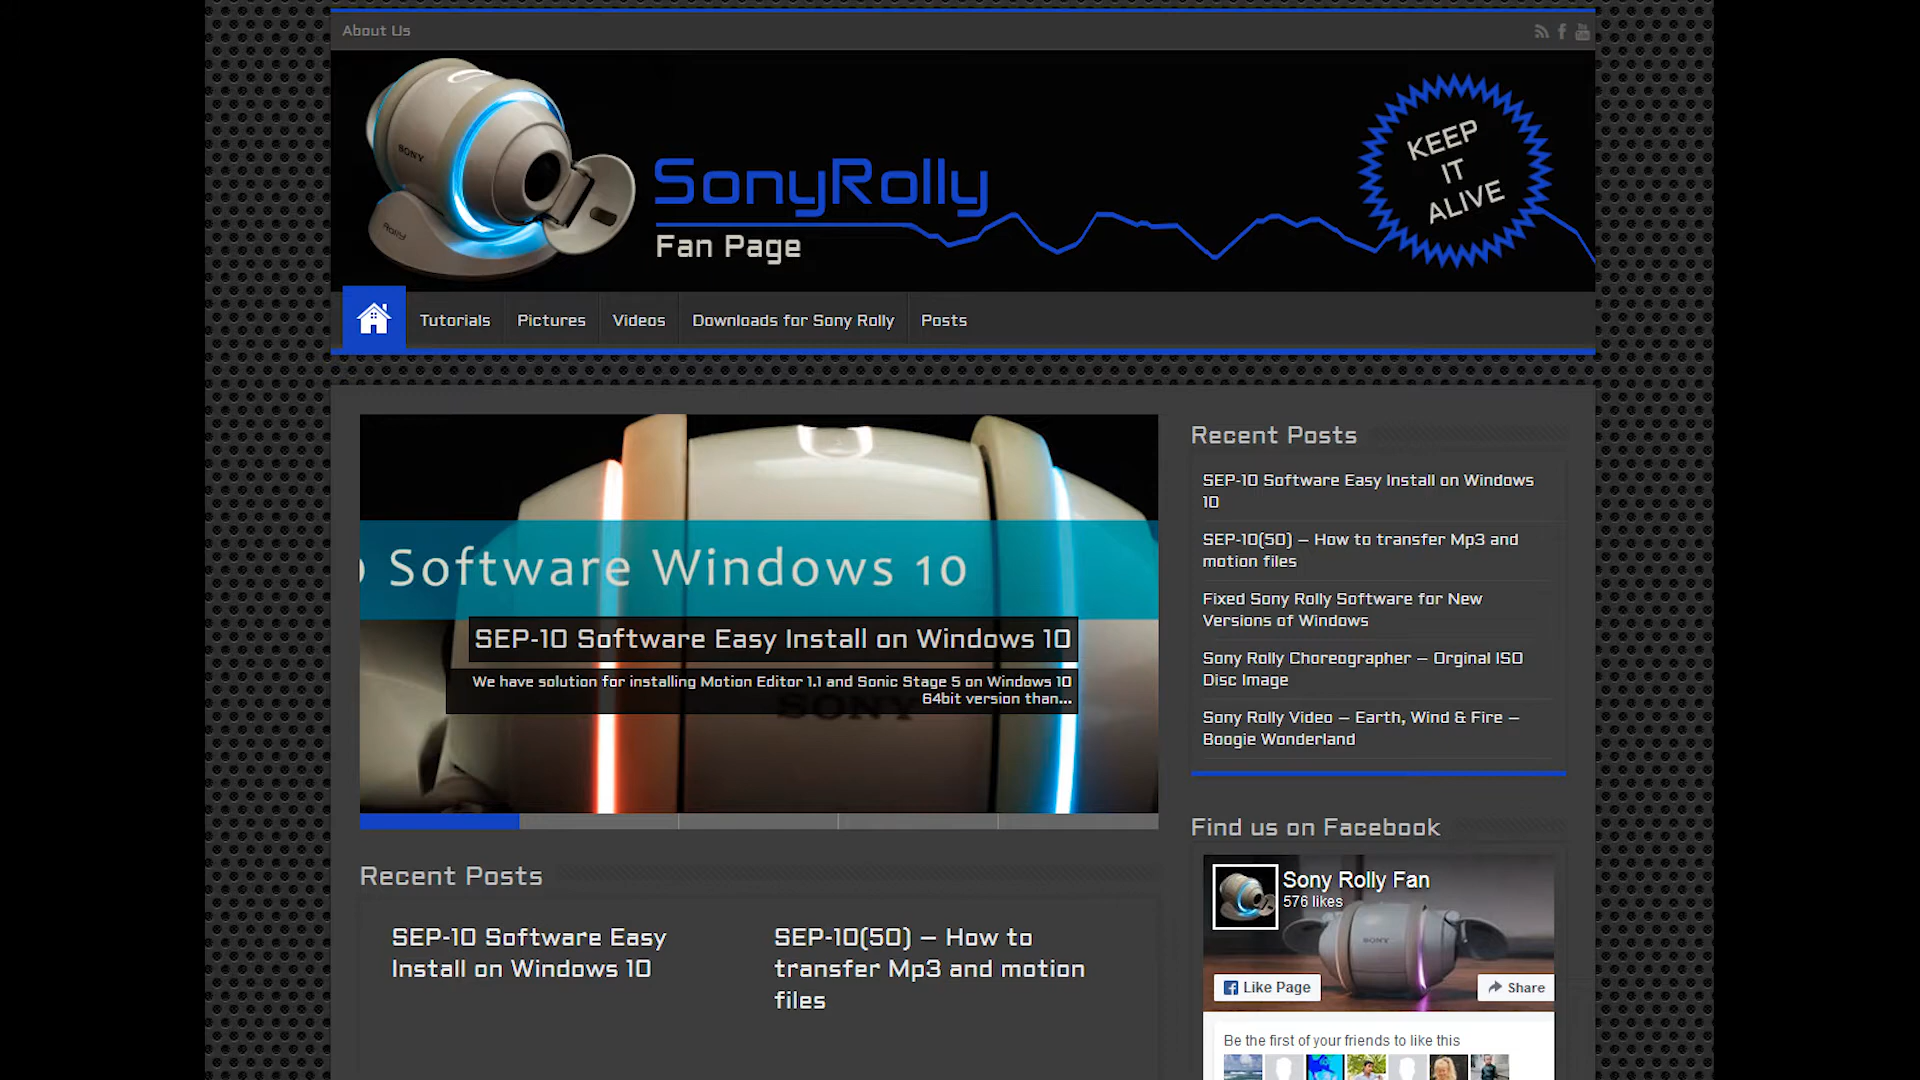 About Us
SONY
ROLLY
SonyRolly
Fan Page
KEEP
IT
ALIVE
Tutorials
Pictures
Videos
Downloads for Sony Rolly
Posts
Software Windows 10
SEP-10 Software Easy Install on Windows 10
We have solution for installing Motion Editor 1.1 and Sonic Stage 5 on Windows 10
64bit version than...
SONY
Recent Posts
SEP-10 Software Easy Install on Windows
10
SEP-10(50) – How to transfer Mp3 and
motion files
Fixed Sony Rolly Software for New
Versions of Windows
Sony Rolly Choreographer – Orginal ISO
Disc Image
Sony Rolly Video – Earth, Wind & Fire –
Boogie Wonderland
Find us on Facebook
Sony Rolly Fan
576 likes
SONY
Like Page
Share
Be the first of your friends to like this
Recent Posts
SEP-10 Software Easy
Install on Windows 10
SEP-10(50) – How to
transfer Mp3 and motion
files